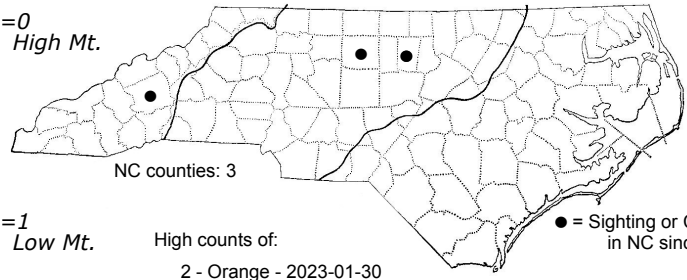 =0
High Mt.
NC counties: 3
=1
Low Mt.
High counts of:
2 - Orange - 2023-01-30
● = Sighting or
in NC